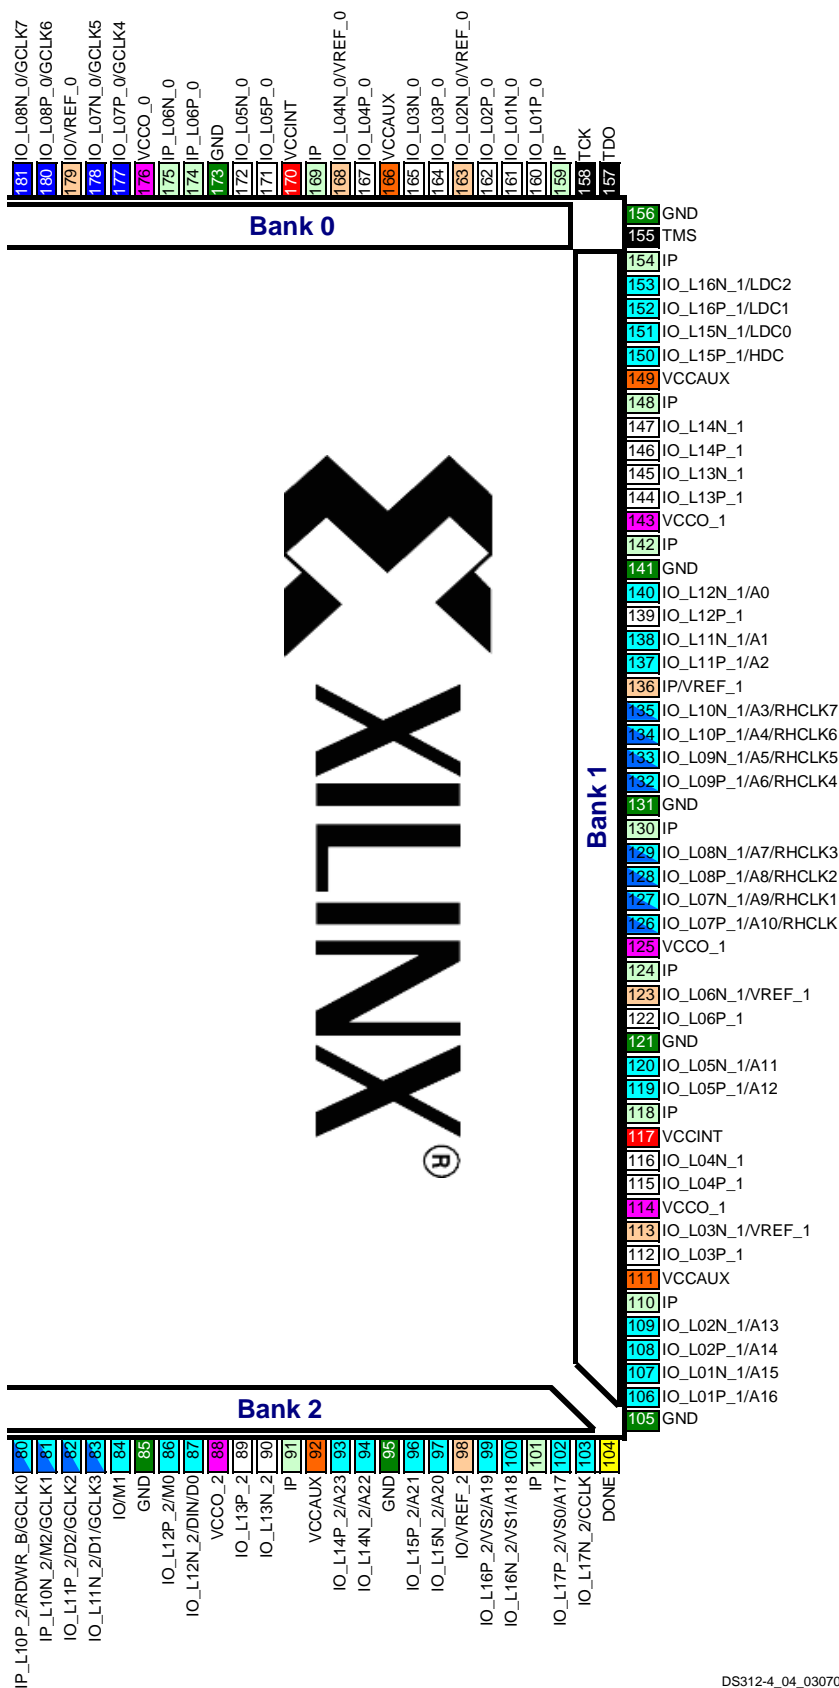 181 IO_L08N_0/GCLK7
180 IO_L08P_0/GCLK6
179 IO/VREF_0
178 IO_L07N_0/GCLK5
177 IO_L07P_0/GCLK4
176 VCCO_0
175 IP_L06N_0
174 IP_L06P_0
173 GND
172 IO_L05N_0
171 IO_L05P_0
170 VCCINT
169 IP
168 IO_L04N_0/VREF_0
167 IO_L04P_0
166 VCCAUX
165 IO_L03N_0
164 IO_L03P_0
163 IO_L02N_0/VREF_0
162 IO_L02P_0
161 IO_L01N_0
160 IO_L01P_0
159 IP
158 TCK
157 TDO
Bank 0
156 GND
155 TMS
154 IP
153 IO_L16N_1/LDC2
152 IO_L16P_1/LDC1
151 IO_L15N_1/LDC0
150 IO_L15P_1/HDC
149 VCCAUX
148 IP
147 IO_L14N_1
146 IO_L14P_1
145 IO_L13N_1
144 IO_L13P_1
143 VCCO_1
142 IP
141 GND
140 IO_L12N_1/A0
139 IO_L12P_1
138 IO_L11N_1/A1
137 IO_L11P_1/A2
136 IP/VREF_1
135 IO_L10N_1/A3/RHCLK7
134 IO_L10P_1/A4/RHCLK6
133 IO_L09N_1/A5/RHCLK5
132 IO_L09P_1/A6/RHCLK4
131 GND
130 IP
129 IO_L08N_1/A7/RHCLK3
128 IO_L08P_1/A8/RHCLK2
127 IO_L07N_1/A9/RHCLK1
126 IO_L07P_1/A10/RHCLK
125 VCCO_1
124 IP
123 IO_L06N_1/VREF_1
122 IO_L06P_1
121 GND
120 IO_L05N_1/A11
119 IO_L05P_1/A12
118 IP
117 VCCINT
116 IO_L04N_1
115 IO_L04P_1
114 VCCO_1
113 IO_L03N_1/VREF_1
112 IO_L03P_1
111 VCCAUX
110 IP
109 IO_L02N_1/A13
108 IO_L02P_1/A14
107 IO_L01N_1/A15
106 IO_L01P_1/A16
105 GND
Bank 1
XILINX®
Bank 2
IP_L10P_2/RDWR_B/GCLK0 80
IP_L10N_2/M2/GCLK1 81
IO_L11P_2/D2/GCLK2 82
IO_L11N_2/D1/GCLK3 83
IO/M1 84
GND 85
IO_L12P_2/M0 86
IO_L12N_2/DIN/D0 87
VCCO_2 88
IO_L13P_2 89
IO_L13N_2 90
IP 91
VCCAUX 92
IO_L14P_2/A23 93
IO_L14N_2/A22 94
GND 95
IO_L15P_2/A21 96
IO_L15N_2/A20 97
IO/VREF_2 98
IO_L16P_2/VS2/A19 99
IO_L16N_2/VS1/A18 100
IP 101
IO_L17P_2/VS0/A17 102
IO_L17N_2/CCLK 103
DONE 104
DS312-4_04_03070